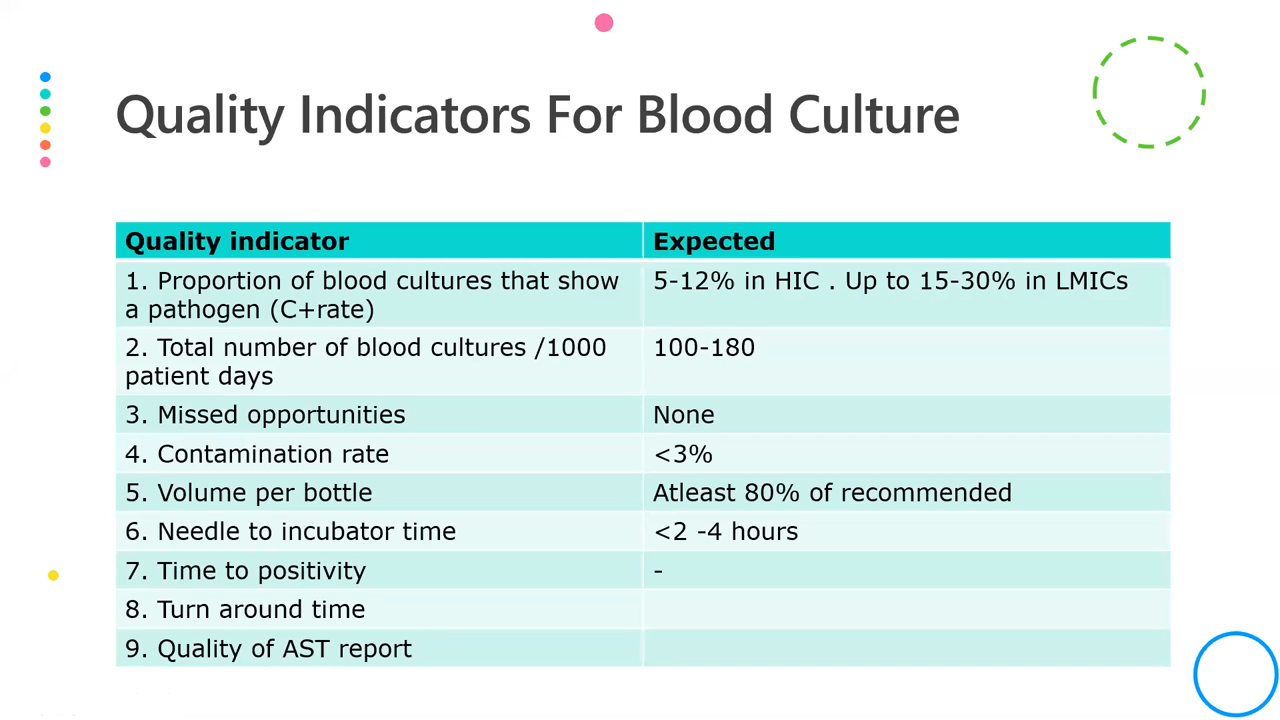 Quality Indicators For Blood Culture
Quality indicator
Expected
1. Proportion of blood cultures that show
a pathogen (C+rate)
5-12% in HIC . Up to 15-30% in LMICs
2. Total number of blood cultures /1000
patient days
100-180
3. Missed opportunities
None
4. Contamination rate
<3%
5. Volume per bottle
Atleast 80% of recommended
6. Needle to incubator time
<2 -4 hours
7. Time to positivity
-
8. Turn around time
9. Quality of AST report